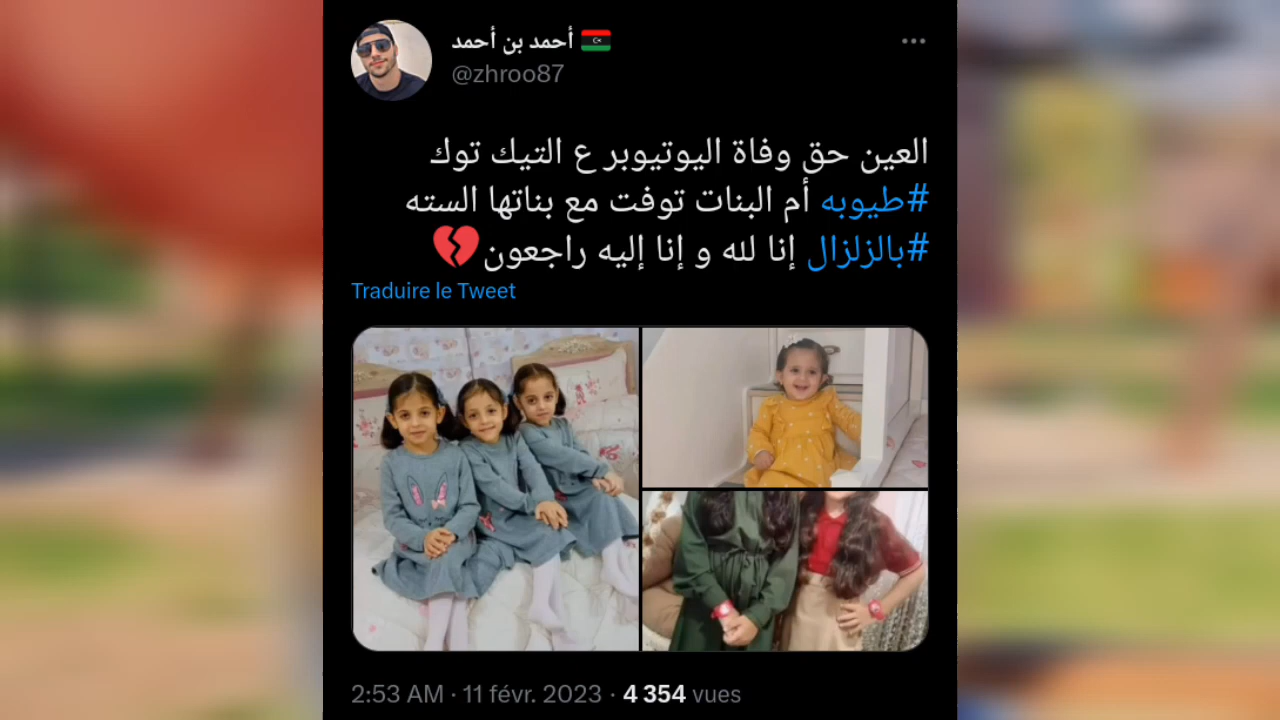 أحمد بن أحمد
@zhroo87
العين حق وفاة اليوتيوبر ع التيك توك
#طيوبه أم البنات توفت مع بناتها السته
#بالزلزال إنا لله و إنا إليه راجعون💔
Traduire le Tweet
2:53 AM · 11 févr. 2023 · 4 354 vues